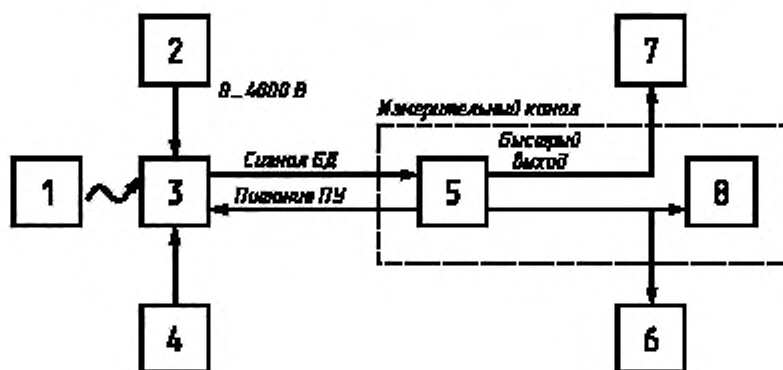 2
7
0...4000 В
Измерительный канал
Быстрый
выход
Сигнал БД
1
3
5
8
Питание ПУ
4
6